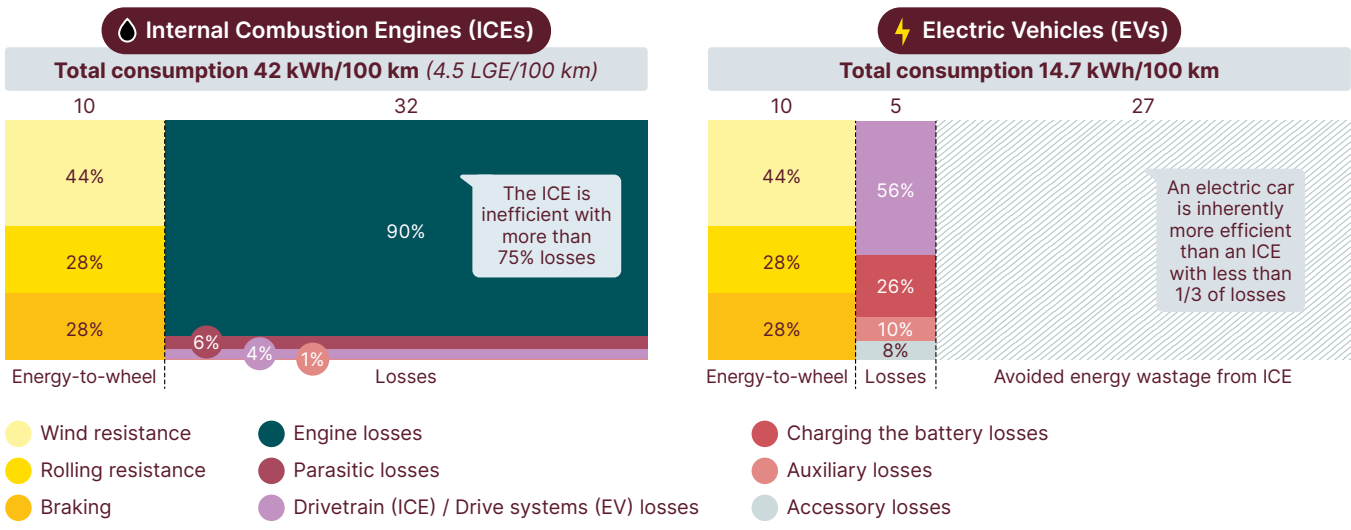 Internal Combustion Engines (ICEs)
Total consumption 42 kWh/100 km (4.5 LGE/100 km)
10
32
44%
28%
28%
90%
The ICE is
inefficient with
more than
75% losses
6%
4%
1%
Energy-to-wheel
Losses
Electric Vehicles (EVs)
Total consumption 14.7 kWh/100 km
10
5
27
44%
28%
28%
56%
26%
10%
8%
An electric car
is inherently
more efficient
than an ICE
with less than
1/3 of losses
Energy-to-wheel
Losses
Avoided energy wastage from ICE
Wind resistance
Rolling resistance
Braking
Engine losses
Parasitic losses
Drivetrain (ICE) / Drive systems (EV) losses
Charging the battery losses
Auxiliary losses
Accessory losses